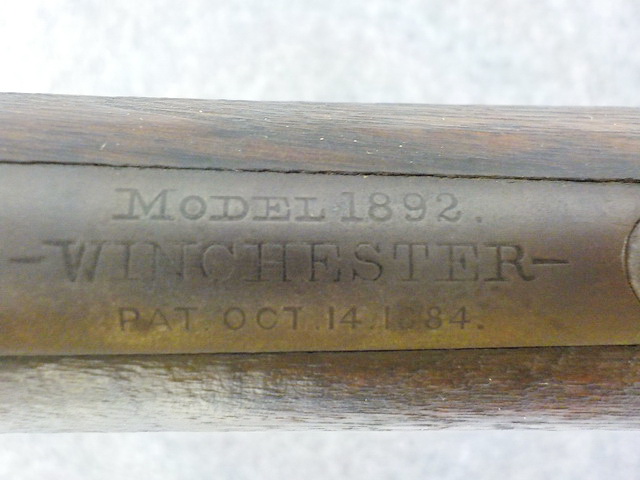 MODEL 1892.
-WINCHESTER-
PAT. OCT. 14. 1884.